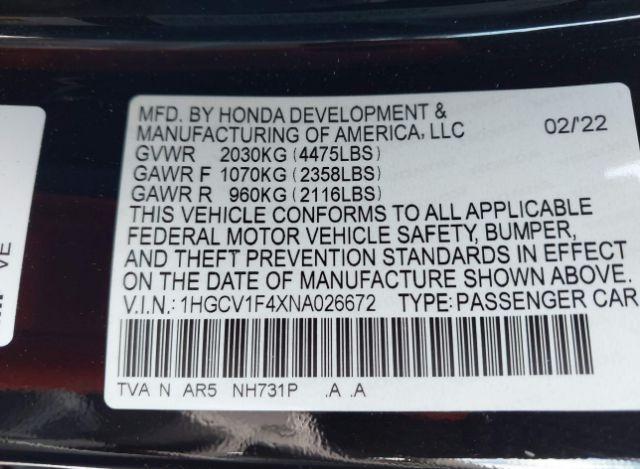 MFD. BY HONDA DEVELOPMENT &
MANUFACTURING OF AMERICA, LLC 02/'22
GVWR 2030KG (4475LBS)
GAWR F 1070KG (2358LBS)
GAWR R 960KG (2116LBS)
THIS VEHICLE CONFORMS TO ALL APPLICABLE
FEDERAL MOTOR VEHICLE SAFETY, BUMPER,
AND THEFT PREVENTION STANDARDS IN EFFECT
ON THE DATE OF MANUFACTURE SHOWN ABOVE.
V.I.N.: 1HGCV1F4XNA026672 TYPE: PASSENGER CAR
TVA N AR5 NH731P .A .A
VE